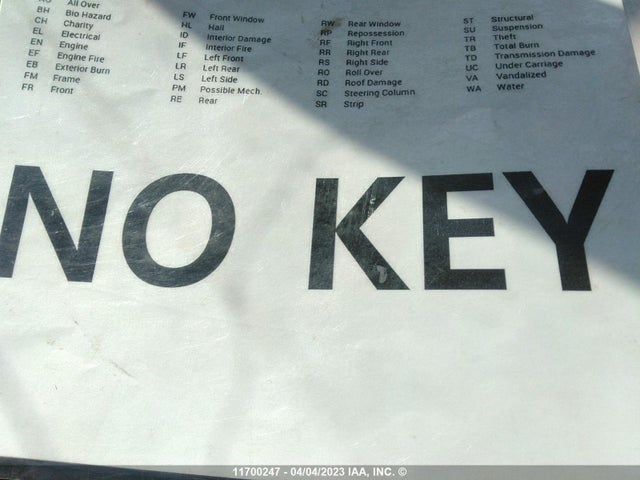 AO All Over
BH Bio Hazard
CH Charity
EL Electrical
EN Engine
EF Engine Fire
EB Exterior Burn
FM Frame
FR Front
FW Front Window
HL Hail
ID Interior Damage
IF Interior Fire
LF Left Front
LR Left Rear
LS Left Side
PM Possible Mech.
RE Rear
RW Rear Window
RP Repossession
RF Right Front
RR Right Rear
RS Right Side
RO Roll Over
RD Roof Damage
SC Steering Column
SR Strip
ST Structural
SU Suspension
TR Theft
TB Total Burn
TD Transmission Damage
UC Under Carriage
VA Vandalized
WA Water
NO KEY
11700247 - 04/04/2023 IAA, INC. ©